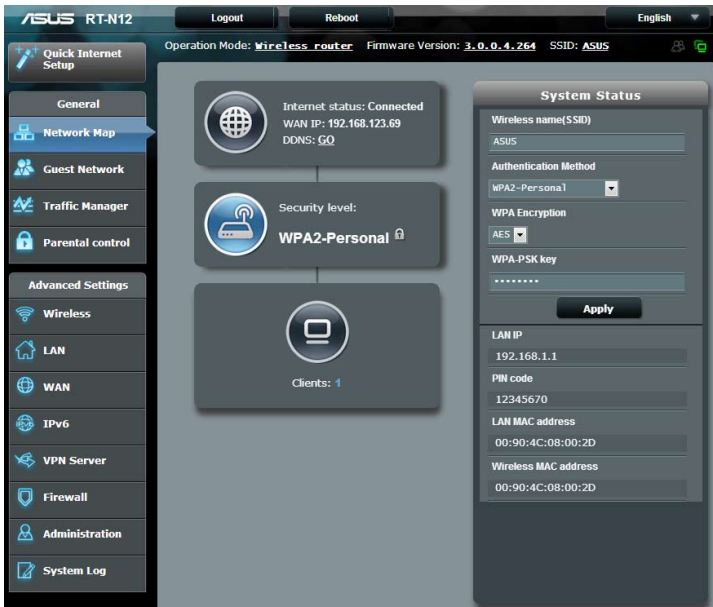 ASUS RT-N12
Logout
Reboot
English
Quick Internet
Setup
Operation Mode: Wireless router Firmware Version: 3.0.0.4.264 SSID: ASUS
General
Network Map
Guest Network
Traffic Manager
Parental control
Advanced Settings
Wireless
LAN
WAN
IPv6
VPN Server
Firewall
Administration
System Log
Internet status: Connected
WAN IP: 192.168.123.69
DDNS: GO
Security level:
WPA2-Personal
Clients: 1
System Status
Wireless name(SSID)
ASUS
Authentication Method
WPA2-Personal
WPA Encryption
AES
WPA-PSK key
••••••••
Apply
LAN IP
192.168.1.1
PIN code
12345670
LAN MAC address
00:90:4C:08:00:2D
Wireless MAC address
00:90:4C:08:00:2D